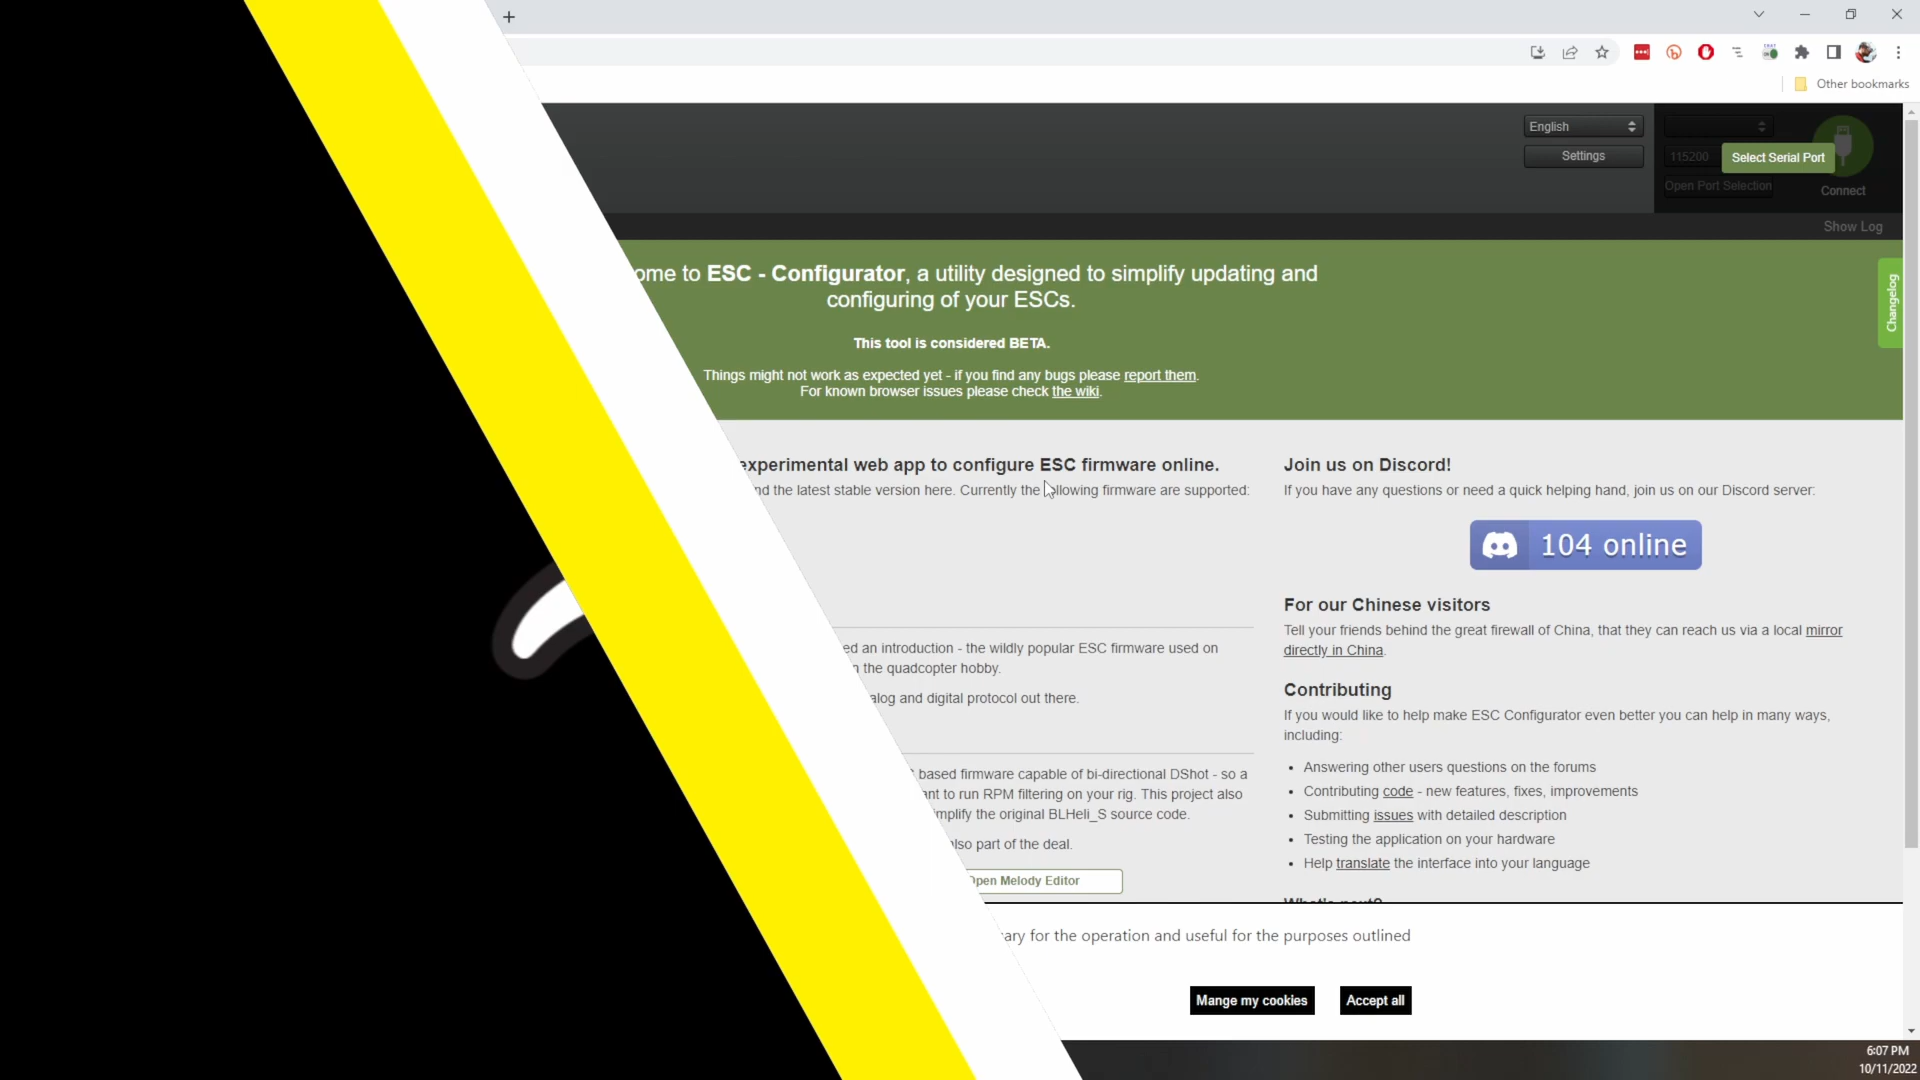 Other bookmarks
English
Settings
115200
Select Serial Port
Open Port Selection
Connect
Show Log
ome to ESC - Configurator, a utility designed to simplify updating and
configuring of your ESCs.
This tool is considered BETA.
Things might not work as expected yet - if you find any bugs please report them.
For known browser issues please check the wiki.
Changelog
experimental web app to configure ESC firmware online.
nd the latest stable version here. Currently the following firmware are supported:
ed an introduction - the wildly popular ESC firmware used on
the quadcopter hobby.
alog and digital protocol out there.
based firmware capable of bi-directional DShot - so a
ant to run RPM filtering on your rig. This project also
implify the original BLHeli_S source code.
also part of the deal.
Open Melody Editor
Join us on Discord!
If you have any questions or need a quick helping hand, join us on our Discord server:
104 online
For our Chinese visitors
Tell your friends behind the great firewall of China, that they can reach us via a local mirror
directly in China.
Contributing
If you would like to help make ESC Configurator even better you can help in many ways,
including:
• Answering other users questions on the forums
• Contributing code - new features, fixes, improvements
• Submitting issues with detailed description
• Testing the application on your hardware
• Help translate the interface into your language
What's next?
ary for the operation and useful for the purposes outlined
Mange my cookies
Accept all
6:07 PM
10/11/2022